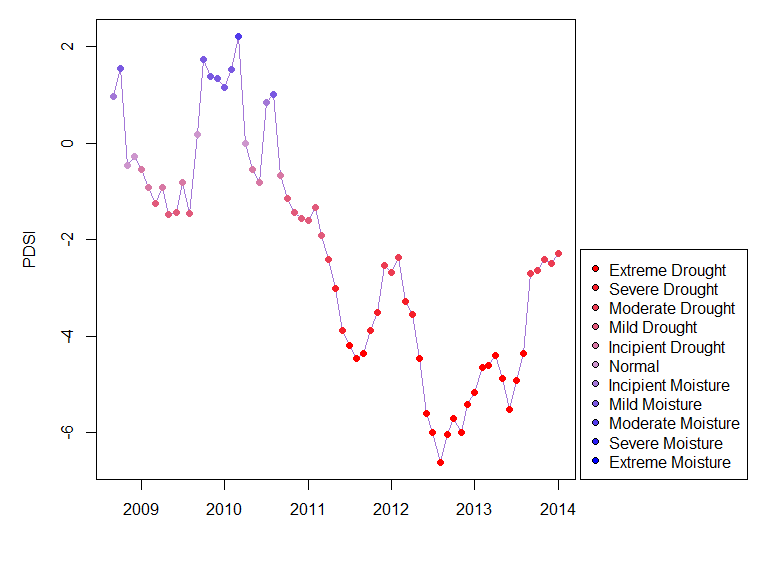 2
0
-2
-4
-6
PDSI
2009 2010 2011 2012 2013 2014
Extreme Drought
Severe Drought
Moderate Drought
Mild Drought
Incipient Drought
Normal
Incipient Moisture
Mild Moisture
Moderate Moisture
Severe Moisture
Extreme Moisture